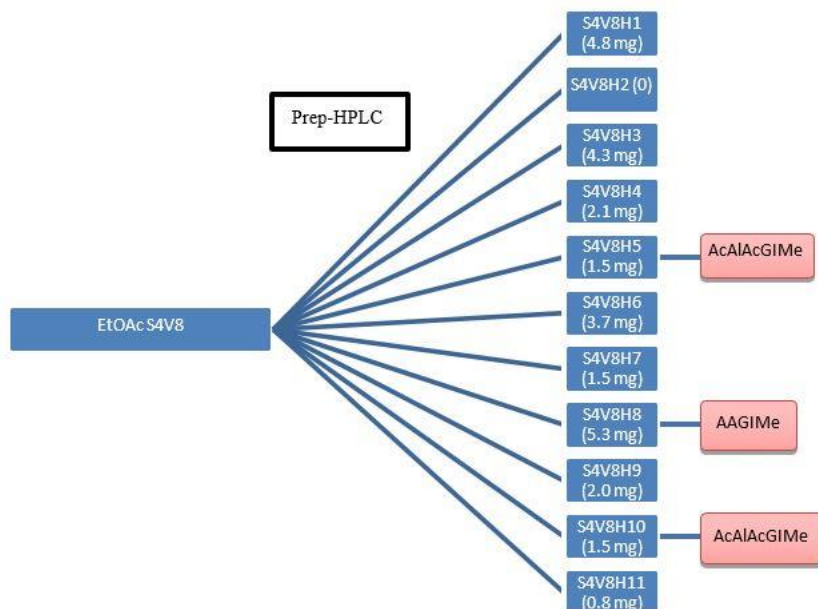 S4V8H1
(4.8 mg)
S4V8H2 (0)
Prep-HPLC
S4V8H3
(4.3 mg)
S4V8H4
(2.1 mg)
S4V8H5
(1.5 mg)
AcAlAcGlMe
EtOAc S4V8
S4V8H6
(3.7 mg)
S4V8H7
(1.5 mg)
S4V8H8
(5.3 mg)
AAGIMe
S4V8H9
(2.0 mg)
S4V8H10
(1.5 mg)
AcAlAcGlMe
S4V8H11
(0.8 mg)